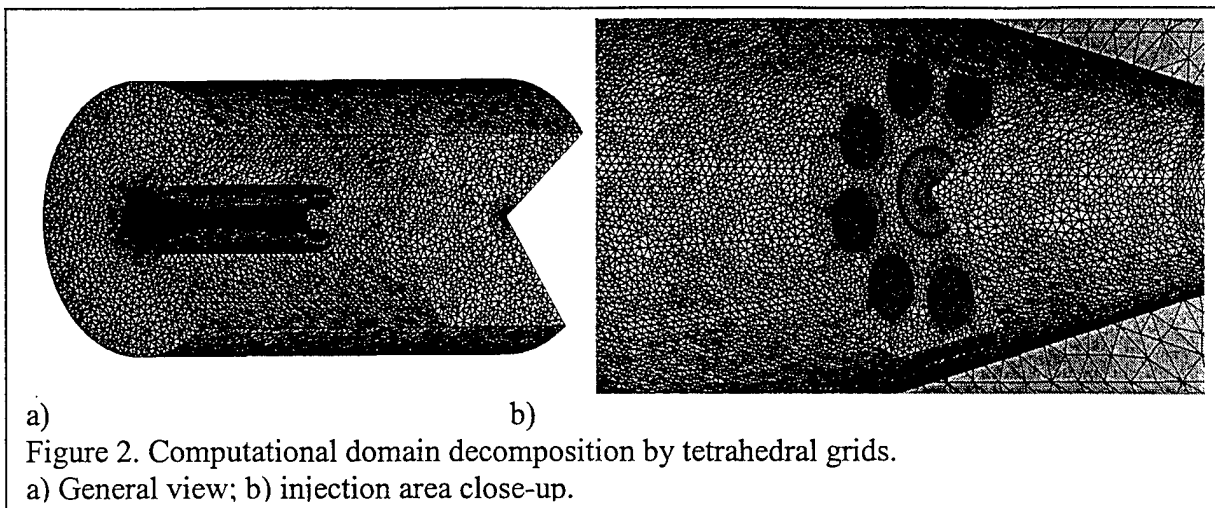 a) b)
Figure 2. Computational domain decomposition by tetrahedral grids.
a) General view; b) injection area close-up.